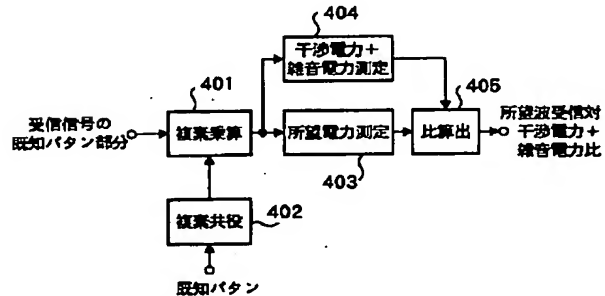 404
干渉電力+
雑音電力測定
401
405
受信信号の
既知パタン部分
複素乗算
所望電力測定
比算出
所望波受信対
干渉電力+
雑音電力比
403
複素共役
402
既知パタン